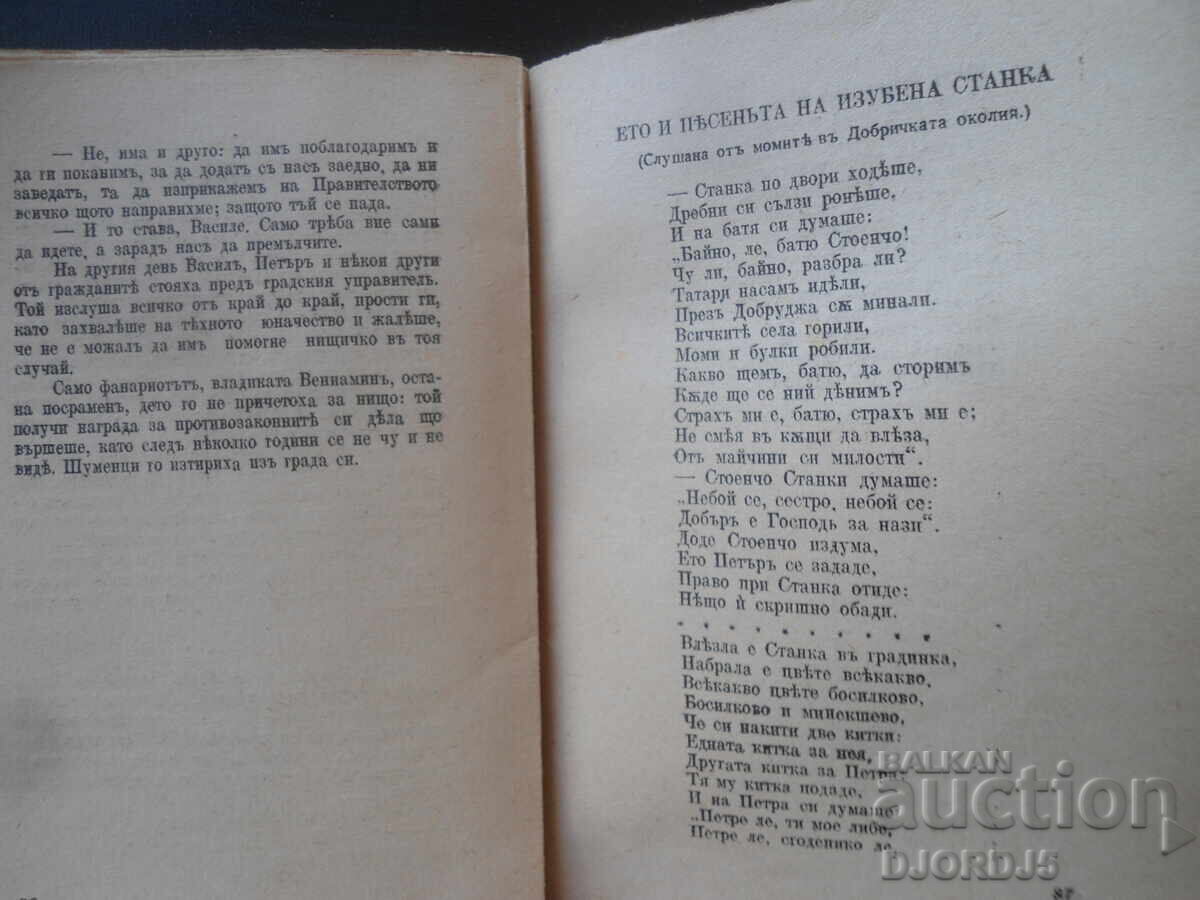 — Не, има и друго: да имъ поблагодаримъ и
да ги поканимъ, за да додатъ съ насъ заедно, да ни
заведатъ, та да изприкажемъ на Правителството
всичко щото направихме; защото тъй се пада.
— И то става, Василе. Само трѣба вие сами
да идете, а зарадъ насъ да премълчите.
На другия день Василъ, Петъръ и нѣкои други
отъ гражданитѣ стояха предъ градския управитель.
Той изслуша всичко отъ край до край, прости ги,
като захвалѣше на тѣхното юначество и жалѣше,
че не е можалъ да имъ помогне нищичко въ тоя
случай.
Само фанариотътъ, владиката Вениаминъ, оста-
на посраменъ, дето го не причетоха за нищо: той
получи награда за противозаконнитѣ си дѣла що
вършеше, като следъ нѣколко години се не чу и не
видѣ. Шуменци го изтириха изъ града си.
ЕТО И ПѢСЕНЬТА НА ИЗУБЕНА СТАНКА
(Слушана отъ момитѣ въ Добричката околия.)
— Станка по двори ходѣше,
Дребни си сълзи ронѣше,
И на батя си думаше:
„Байно, ле, батю Стоенчо!
Чу ли, байно, разбра ли?
Татари насамъ идѣли,
Презъ Добруджа сѫ минали.
Всичкитѣ села горили,
Моми и булки робили.
Какво щемъ, батю, да сторимъ
Кѫде ще се ний дѣнимъ?
Страхъ ми е, батю, страхъ ми е;
Не смѣя въ кѫщи да влѣза,
Отъ майчини си милости“.
— Стоенчо Станки думаше:
„Небой се, сестро, небой се:
Добъръ е Господь за нази“.
Доде Стоенчо издума,
Ето Петъръ се зададе,
Право при Станка отиде:
Нѣщо ѝ скришно обади.
* * * * * * * * * *
Влѣзла е Станка въ градинка,
Набрала е цвѣте всѣкакво,
Всѣкакво цвѣте босилково,
Босилково и минекшево,
Че си накити две китки:
Едната китка за нея,
Другата китка за Петра;
Тя му китка подаде,
И на Петра си думаше
„Петре ле, ти мое либе,
Петре ле, сгоденико ле,
87
BALKAN
auction
DJORDJ5